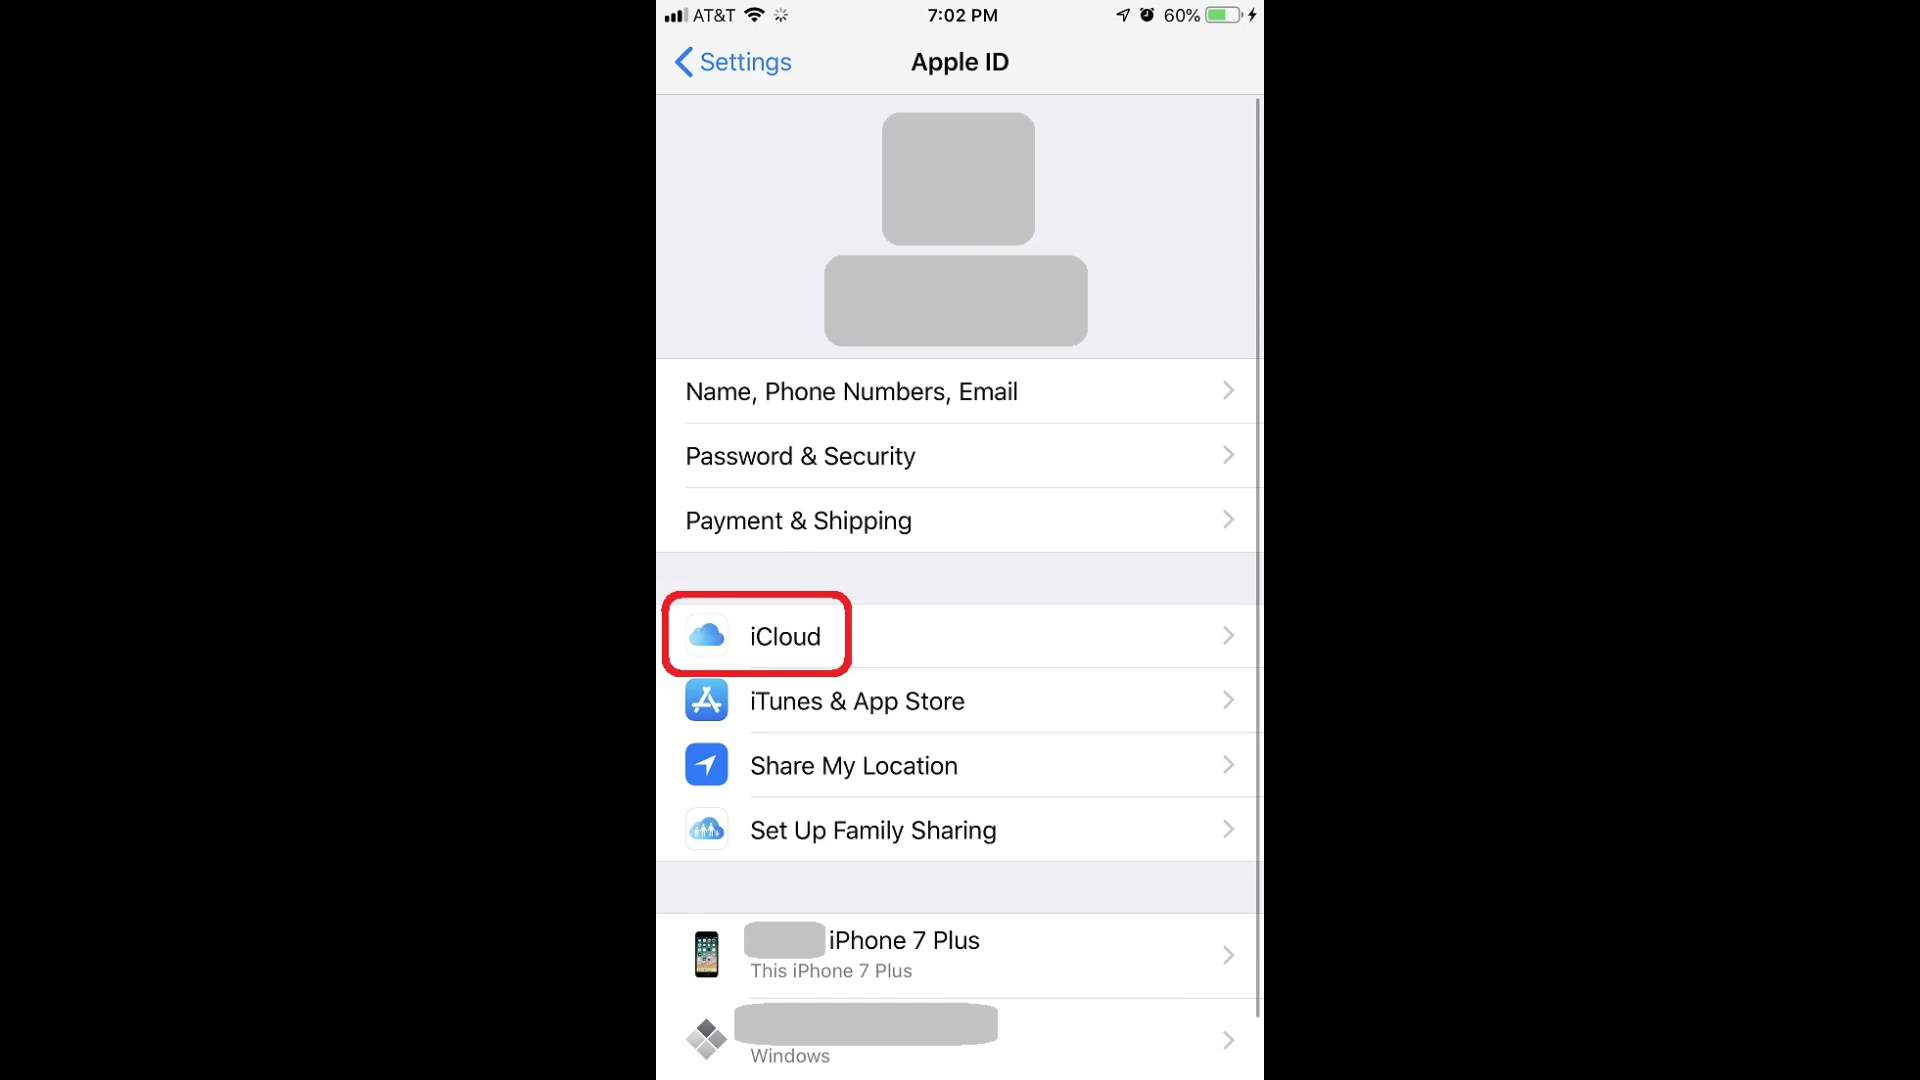 AT&T 7:02 PM 60%
Settings Apple ID
Name, Phone Numbers, Email
Password & Security
Payment & Shipping
iCloud
iTunes & App Store
Share My Location
Set Up Family Sharing
iPhone 7 Plus
This iPhone 7 Plus
Windows